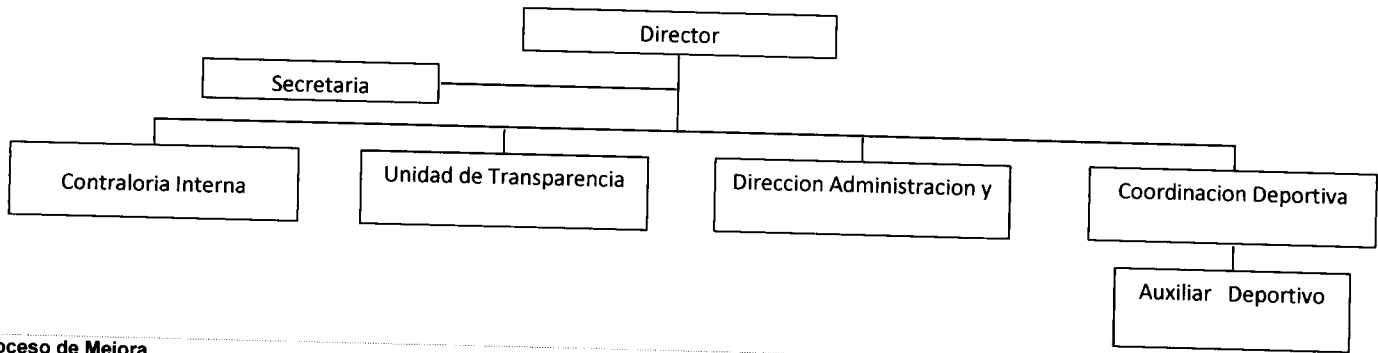 Director
Secretaria
Contraloria Interna
Unidad de Transparencia
Direccion Administracion y
Coordinacion Deportiva
Auxiliar Deportivo
oceso de Mejora